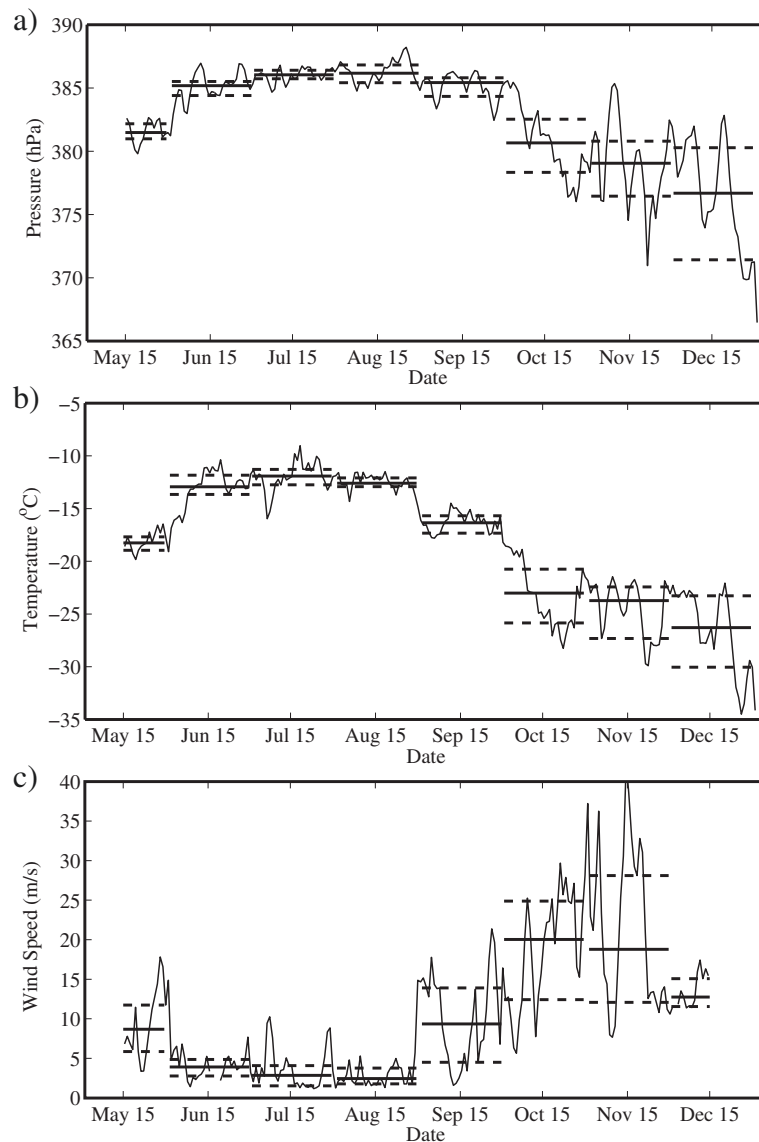 a)
390
385
380
375
370
365
Pressure (hPa)
May 15 Jun 15 Jul 15 Aug 15 Sep 15 Oct 15 Nov 15 Dec 15
Date
b)
−5
−10
−15
−20
−25
−30
−35
Temperature (°C)
May 15 Jun 15 Jul 15 Aug 15 Sep 15 Oct 15 Nov 15 Dec 15
Date
c)
40
35
30
25
20
15
10
5
0
Wind Speed (m/s)
May 15 Jun 15 Jul 15 Aug 15 Sep 15 Oct 15 Nov 15 Dec 15
Date